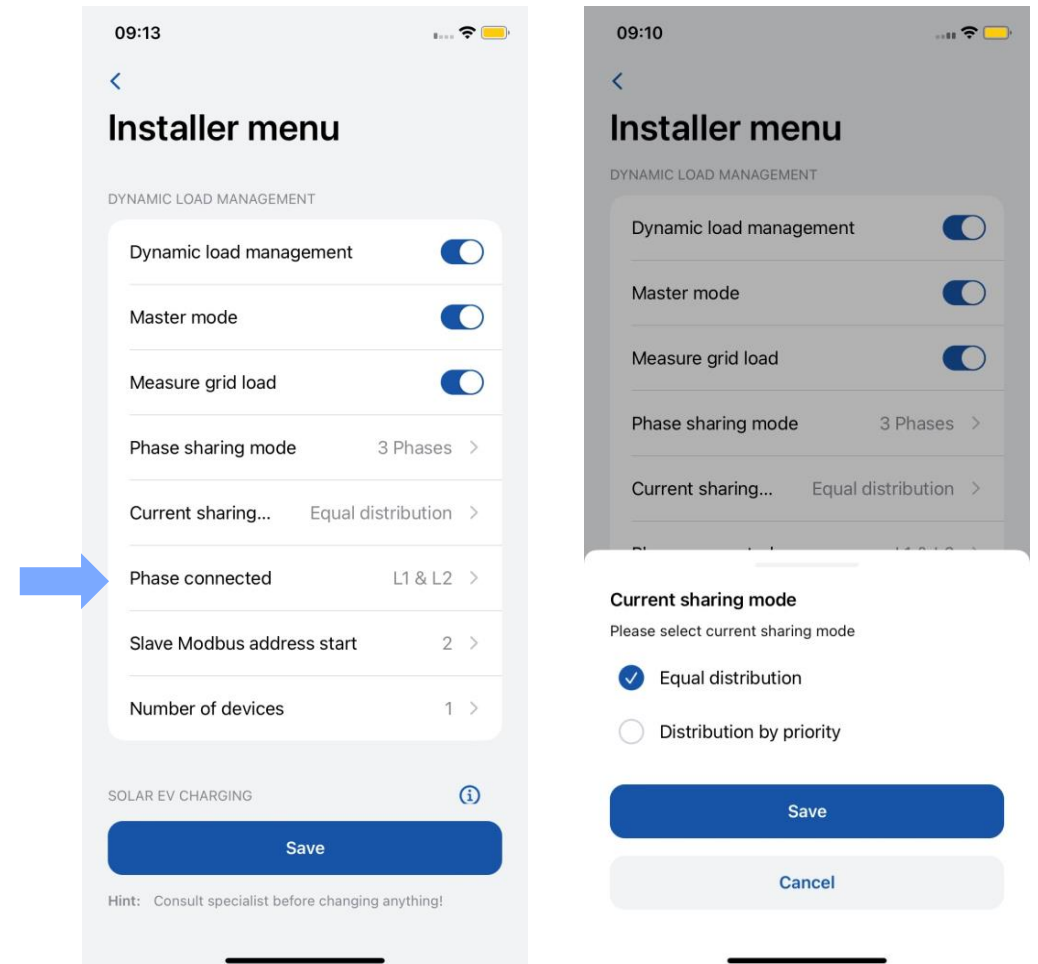 09:13
Installer menu
DYNAMIC LOAD MANAGEMENT
Dynamic load management
Master mode
Measure grid load
Phase sharing mode 3 Phases
Current sharing... Equal distribution
Phase connected L1 & L2
Slave Modbus address start 2
Number of devices 1
SOLAR EV CHARGING
Save
Hint: Consult specialist before changing anything!
09:10
Installer menu
DYNAMIC LOAD MANAGEMENT
Dynamic load management
Master mode
Measure grid load
Phase sharing mode 3 Phases
Current sharing... Equal distribution
Current sharing mode
Please select current sharing mode
Equal distribution
Distribution by priority
Save
Cancel